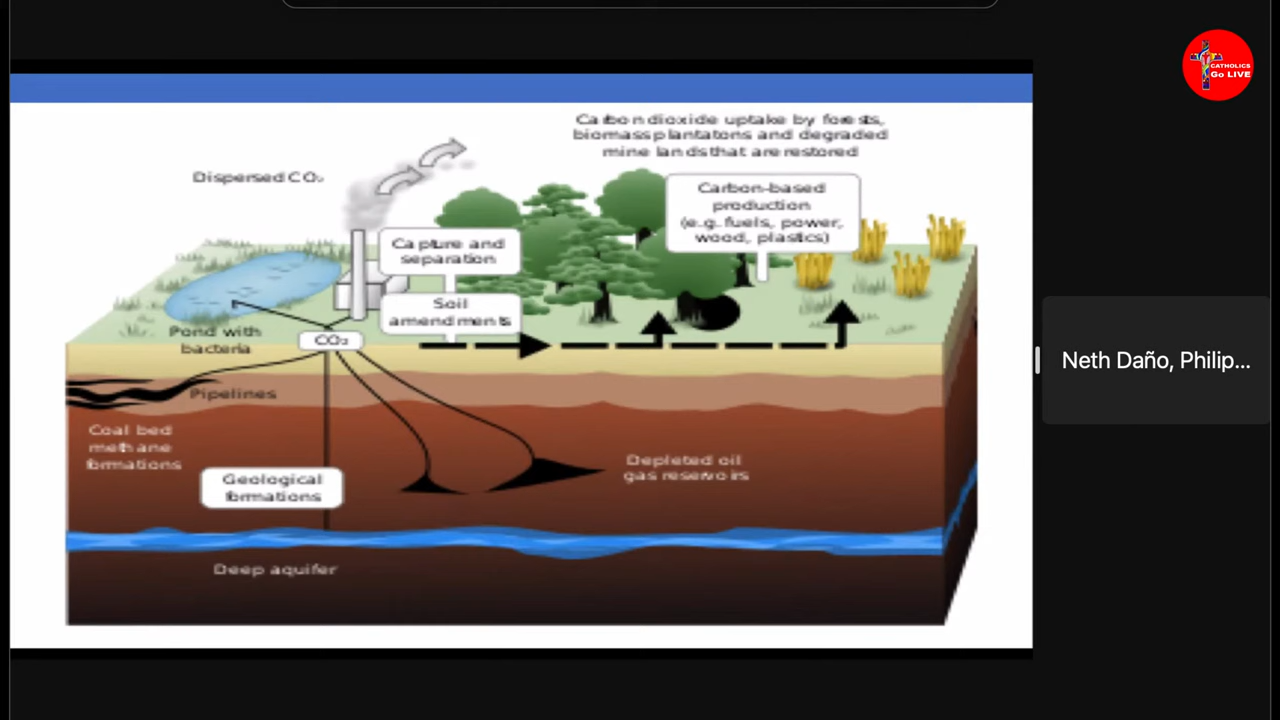 CATHOLICS
Go LIVE
Carbon dioxide uptake by forests,
biomass plantatons and degraded
mine lands that are restored
Dispersed CO₂
Carbon-based
production
(e.g. fuels, power,
wood, plastics)
Capture and
separation
Soil
amendments
Pond with
bacteria
CO₂
Pipelines
Coal bed
methane
formations
Geological
formations
Depleted oil
gas reservoirs
Deep aquifer
Neth Daño, Philip...